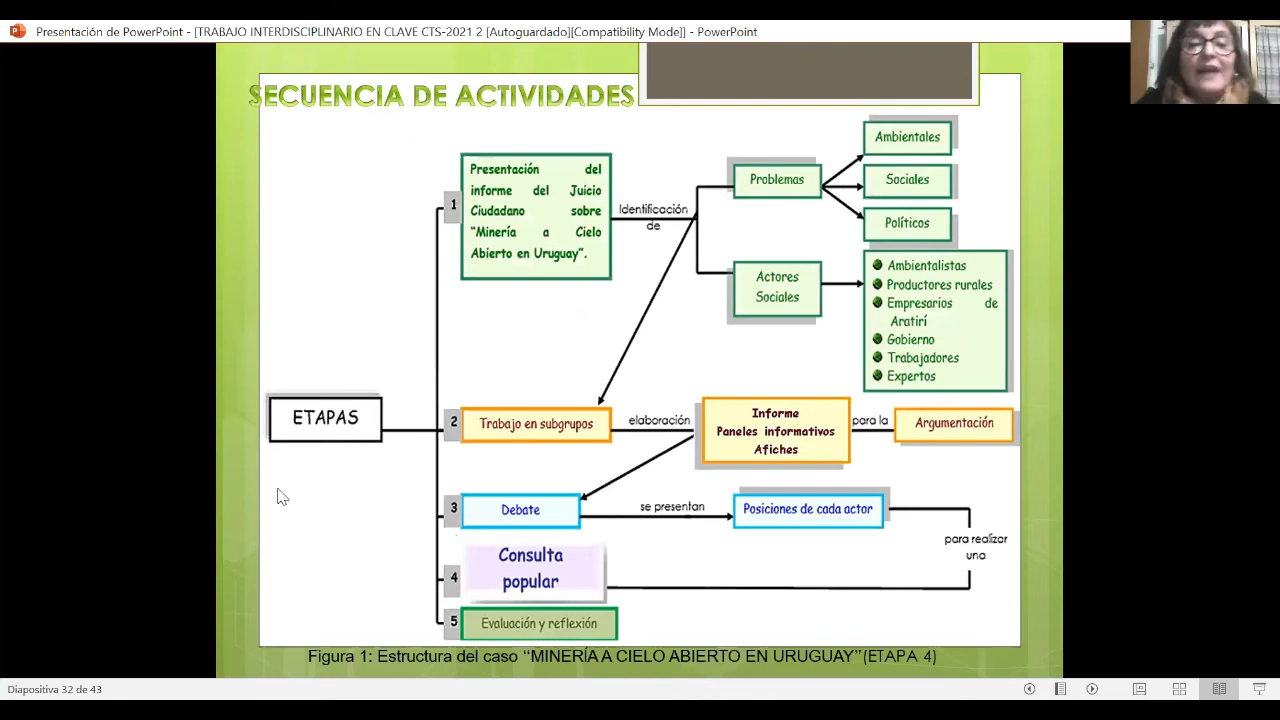 Presentación de PowerPoint - [TRABAJO INTERDISCIPLINARIO EN CLAVE CTS-2021 2 [Autoguardado][Compatibility Mode]] - PowerPoint
SECUENCIA DE ACTIVIDADES
ETAPAS
1
Presentación del
informe del Juicio
Ciudadano sobre
“Minería a Cielo
Abierto en Uruguay”.
Identificación
de
Problemas
Ambientales
Sociales
Políticos
Actores
Sociales
Ambientalistas
Productores rurales
Empresarios de
Aratirí
Gobierno
Trabajadores
Expertos
2
Trabajo en subgrupos
elaboración
Informe
Paneles informativos
Afiches
para la
Argumentación
3
Debate
se presentan
Posiciones de cada actor
para realizar
una
4
Consulta
popular
5
Evaluación y reflexión
Figura 1: Estructura del caso “MINERÍA A CIELO ABIERTO EN URUGUAY” (ETAPA 4)
Diapositiva 32 de 43